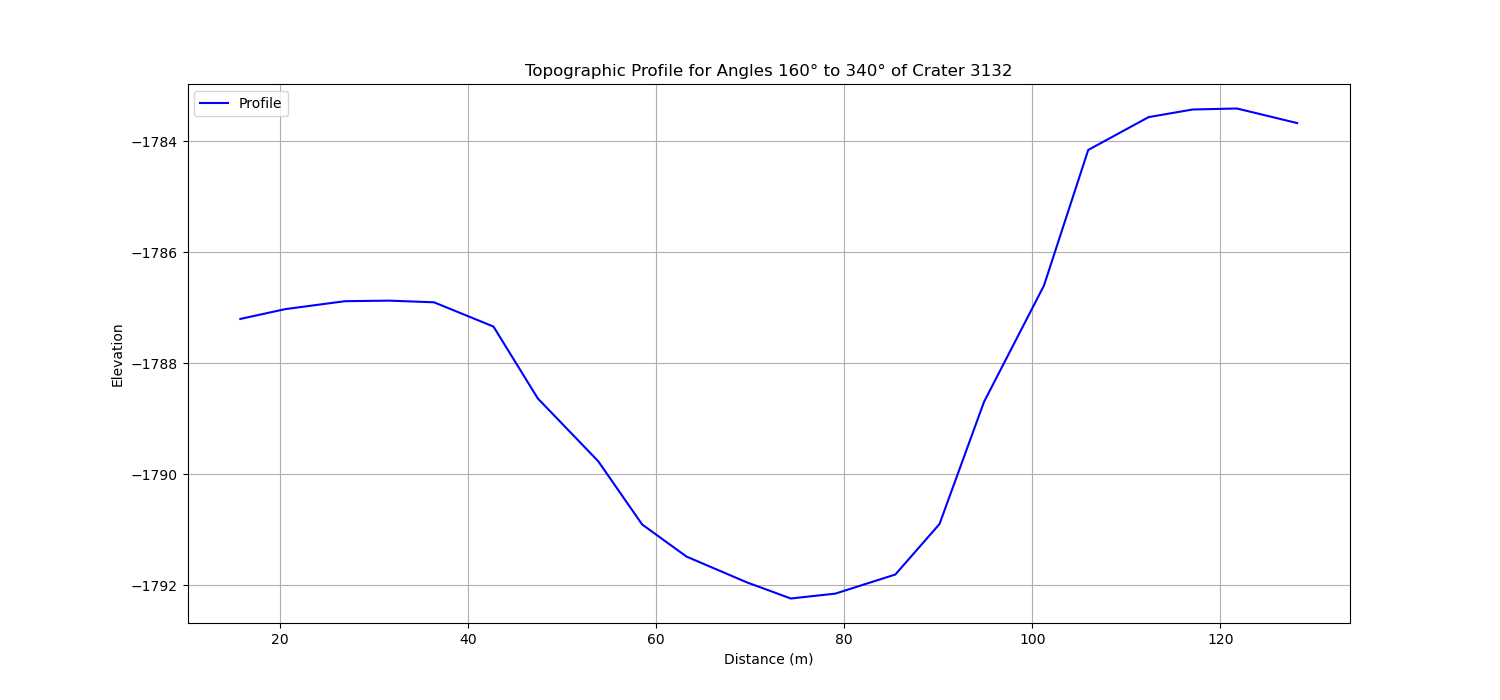 Topographic Profile for Angles 160° to 340° of Crater 3132
Profile
−1784
−1786
−1788
−1790
−1792
Elevation
20 40 60 80 100 120
Distance (m)